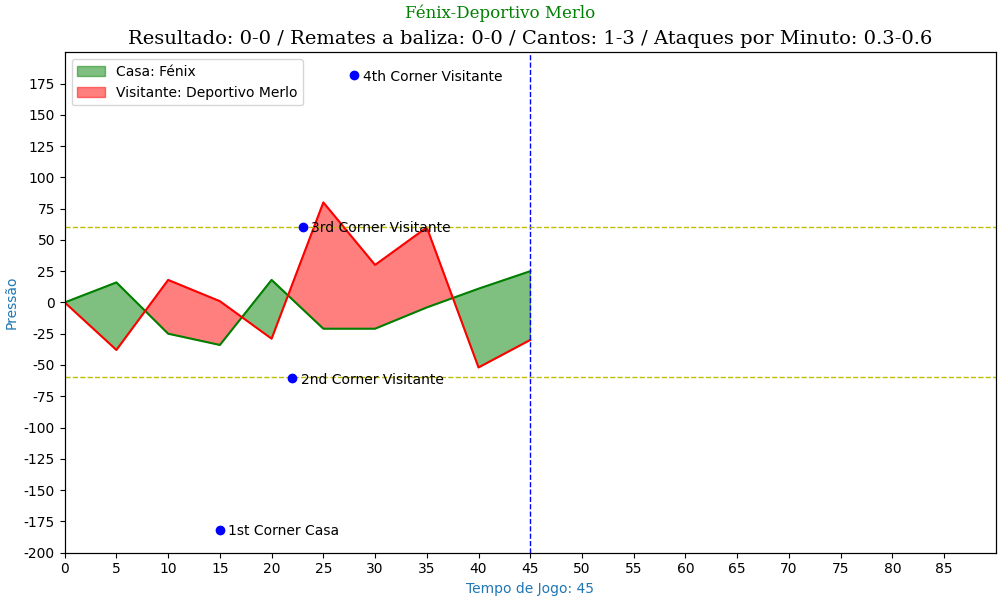 Fénix-Deportivo Merlo
Resultado: 0-0 / Remates a baliza: 0-0 / Cantos: 1-3 / Ataques por Minuto: 0.3-0.6
Casa: Fénix
Visitante: Deportivo Merlo
4th Corner Visitante
3rd Corner Visitante
2nd Corner Visitante
1st Corner Casa
Pressão
175
150
125
100
75
50
25
0
-25
-50
-75
-100
-125
-150
-175
-200
0 5 10 15 20 25 30 35 40 45 50 55 60 65 70 75 80 85
Tempo de Jogo: 45